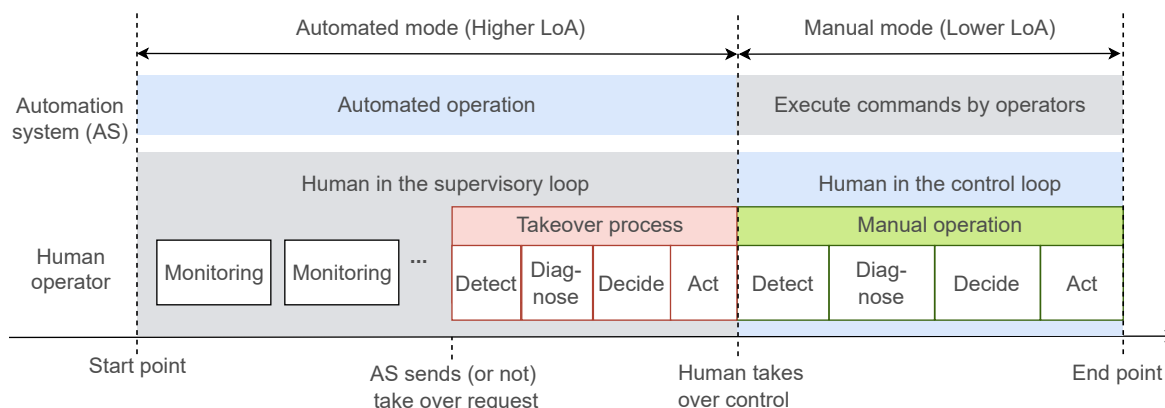 Automated mode (Higher LoA)
Manual mode (Lower LoA)
Automation
system (AS)
Automated operation
Execute commands by operators
Human in the supervisory loop
Human in the control loop
Human
operator
Takeover process
Manual operation
Monitoring
Monitoring
...
Detect
Diag-
nose
Decide
Act
Detect
Diag-
nose
Decide
Act
Start point
AS sends (or not)
take over request
Human takes
over control
End point